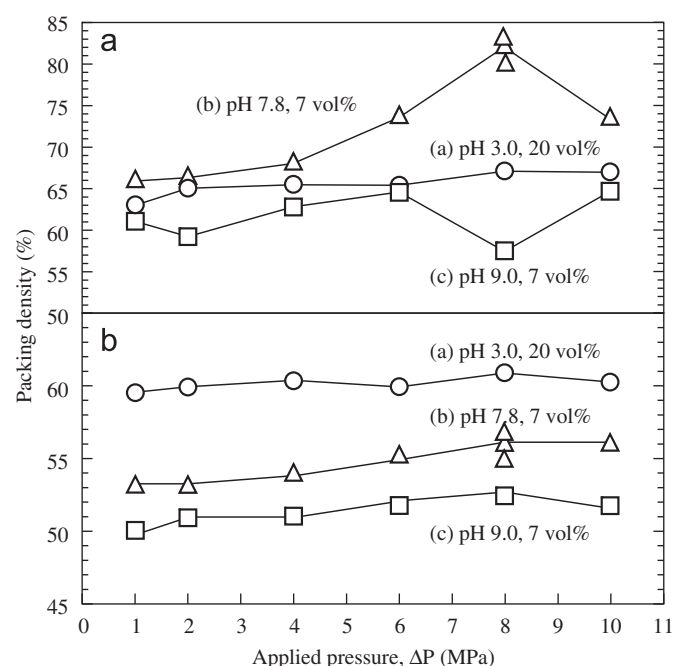 a
85
80
75
70
65
60
55
50
(b) pH 7.8, 7 vol%
(a) pH 3.0, 20 vol%
(c) pH 9.0, 7 vol%
Packing density (%)
b
60
55
50
45
(a) pH 3.0, 20 vol%
(b) pH 7.8, 7 vol%
(c) pH 9.0, 7 vol%
0 1 2 3 4 5 6 7 8 9 10 11
Applied pressure, ΔP (MPa)